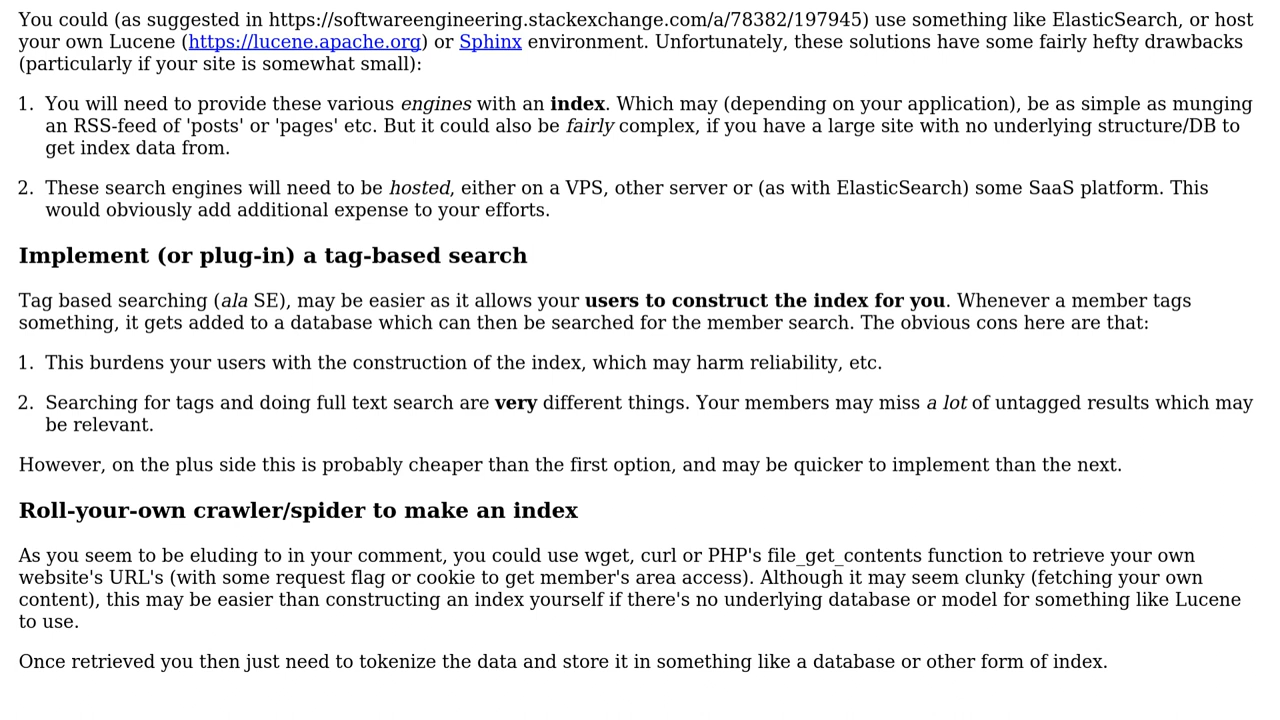 You could (as suggested in https://softwareengineering.stackexchange.com/a/78382/197945) use something like ElasticSearch, or host
your own Lucene (https://lucene.apache.org) or Sphinx environment. Unfortunately, these solutions have some fairly hefty drawbacks
(particularly if your site is somewhat small):
1. You will need to provide these various engines with an index. Which may (depending on your application), be as simple as munging
an RSS-feed of 'posts' or 'pages' etc. But it could also be fairly complex, if you have a large site with no underlying structure/DB to
get index data from.
2. These search engines will need to be hosted, either on a VPS, other server or (as with ElasticSearch) some SaaS platform. This
would obviously add additional expense to your efforts.
Implement (or plug-in) a tag-based search
Tag based searching (ala SE), may be easier as it allows your users to construct the index for you. Whenever a member tags
something, it gets added to a database which can then be searched for the member search. The obvious cons here are that:
1. This burdens your users with the construction of the index, which may harm reliability, etc.
2. Searching for tags and doing full text search are very different things. Your members may miss a lot of untagged results which may
be relevant.
However, on the plus side this is probably cheaper than the first option, and may be quicker to implement than the next.
Roll-your-own crawler/spider to make an index
As you seem to be eluding to in your comment, you could use wget, curl or PHP's file_get_contents function to retrieve your own
website's URL's (with some request flag or cookie to get member's area access). Although it may seem clunky (fetching your own
content), this may be easier than constructing an index yourself if there's no underlying database or model for something like Lucene
to use.
Once retrieved you then just need to tokenize the data and store it in something like a database or other form of index.